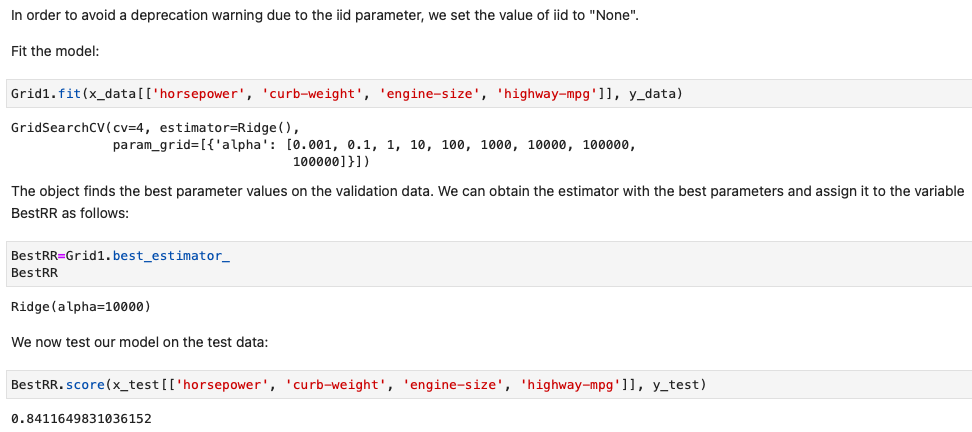 In order to avoid a deprecation warning due to the iid parameter, we set the value of iid to "None".
Fit the model:
Grid1.fit(x_data[['horsepower', 'curb-weight', 'engine-size', 'highway-mpg']], y_data)
GridSearchCV(cv=4, estimator=Ridge(),
             param_grid=[{'alpha': [0.001, 0.1, 1, 10, 100, 1000, 10000, 100000,
                                    100000]}])
The object finds the best parameter values on the validation data. We can obtain the estimator with the best parameters and assign it to the variable
BestRR as follows:
BestRR=Grid1.best_estimator_
BestRR
Ridge(alpha=10000)
We now test our model on the test data:
BestRR.score(x_test[['horsepower', 'curb-weight', 'engine-size', 'highway-mpg']], y_test)
0.8411649831036152